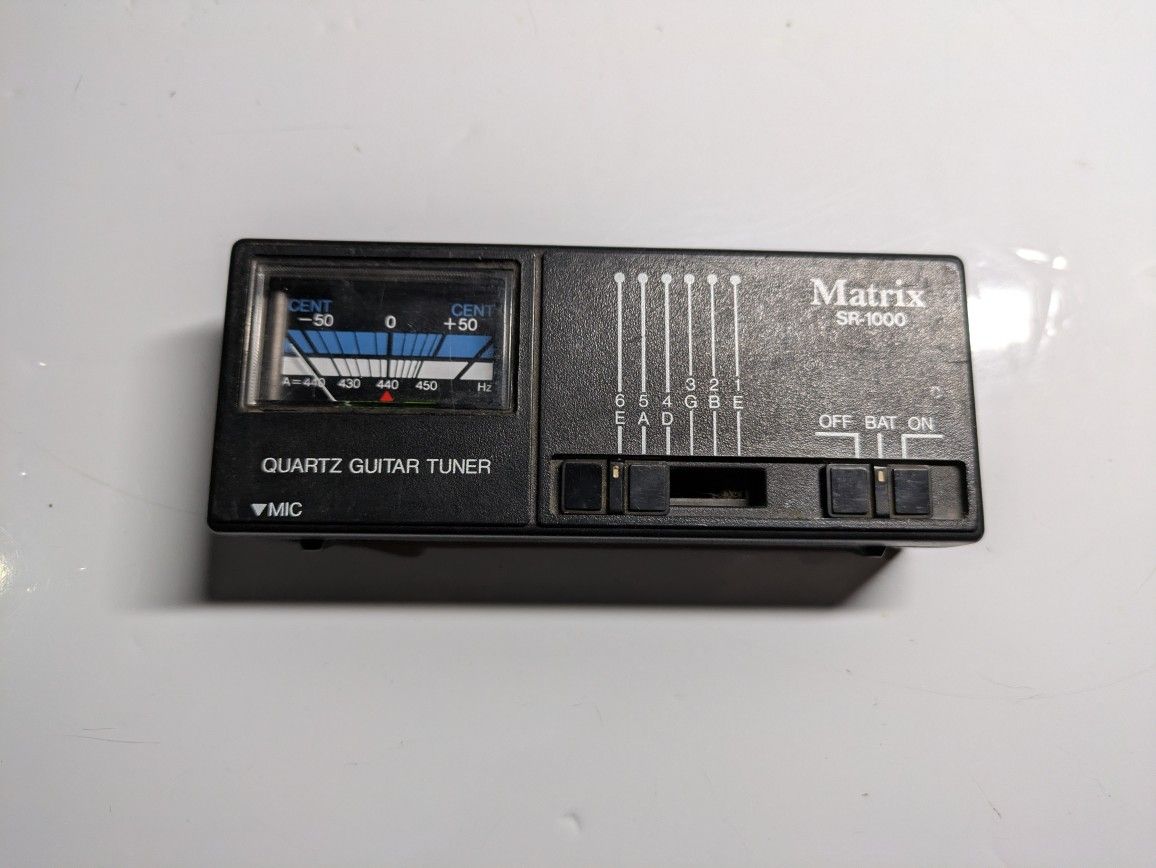 CENT CENT
−50 0 +50
A=440 430 440 450 Hz
QUARTZ GUITAR TUNER
▼MIC
6 5 4 3 2 1
E A D G B E
Matrix
SR-1000
OFF BAT ON